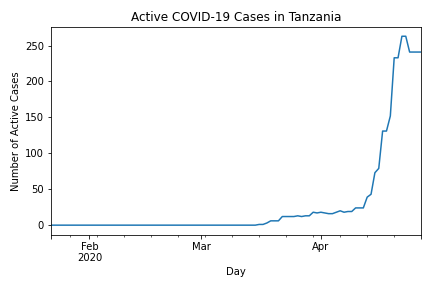 Active COVID-19 Cases in Tanzania
Number of Active Cases
250
200
150
100
50
0
Feb
2020
Mar
Apr
Day